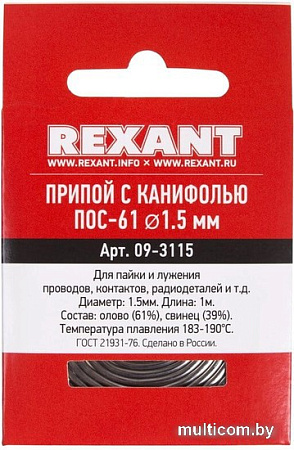 REXANT
WWW.REXANT.INFO × WWW.REXANT.RU
ПРИПОЙ С КАНИФОЛЬЮ
ПОС-61 ⌀1.5 мм
Арт. 09-3115
Для пайки и лужения
проводов, контактов, радиодеталей и т.д.
Диаметр: 1.5мм. Длина: 1м.
Состав: олово (61%), свинец (39%).
Температура плавления 183-190°С.
ГОСТ 21931-76. Сделано в России.
multicom.by